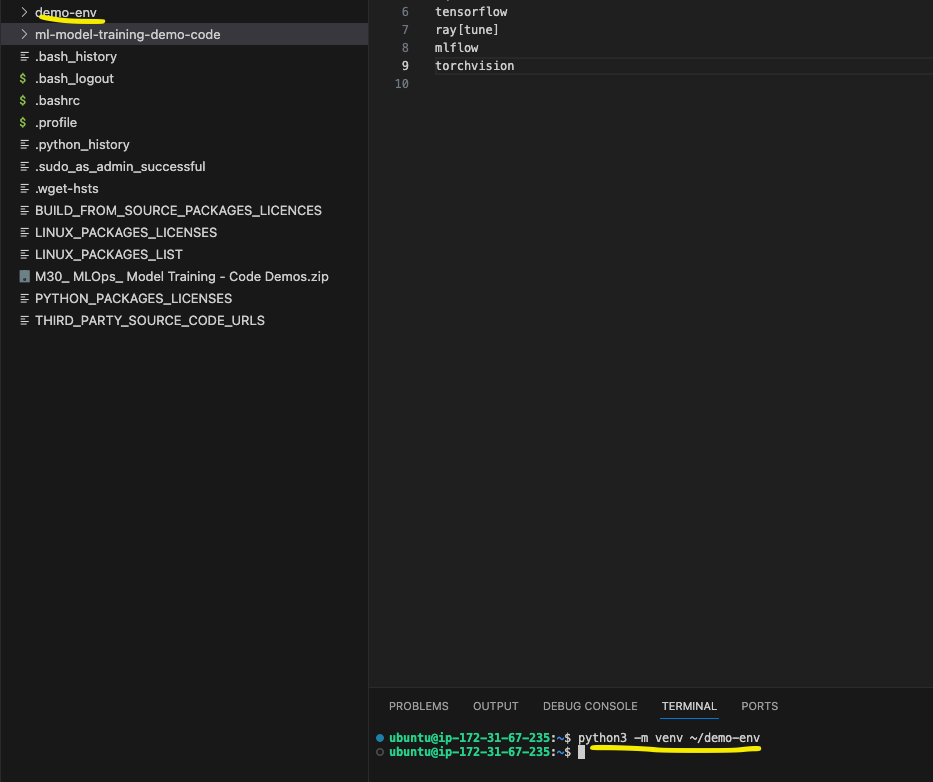 demo-env
ml-model-training-demo-code
.bash_history
$ .bash_logout
$ .bashrc
$ .profile
.python_history
.sudo_as_admin_successful
.wget-hsts
BUILD_FROM_SOURCE_PACKAGES_LICENCES
LINUX_PACKAGES_LICENSES
LINUX_PACKAGES_LIST
M30_ MLOps_ Model Training - Code Demos.zip
PYTHON_PACKAGES_LICENSES
THIRD_PARTY_SOURCE_CODE_URLS
6 tensorflow
7 ray[tune]
8 mlflow
9 torchvision
10
PROBLEMS OUTPUT DEBUG CONSOLE TERMINAL PORTS
ubuntu@ip-172-31-67-235:~$ python3 -m venv ~/demo-env
ubuntu@ip-172-31-67-235:~$